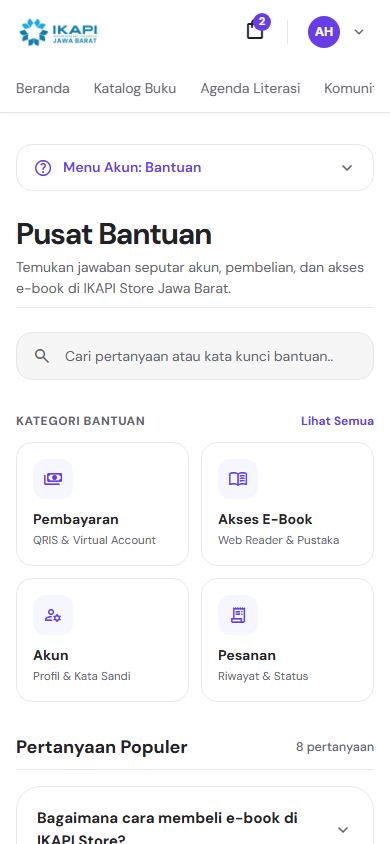 IKAPI
JAWA BARAT
2
AH
Beranda Katalog Buku Agenda Literasi Komuni
Menu Akun: Bantuan
Pusat Bantuan
Temukan jawaban seputar akun, pembelian, dan akses
e-book di IKAPI Store Jawa Barat.
Cari pertanyaan atau kata kunci bantuan..
KATEGORI BANTUAN Lihat Semua
Pembayaran
QRIS & Virtual Account
Akses E-Book
Web Reader & Pustaka
Akun
Profil & Kata Sandi
Pesanan
Riwayat & Status
Pertanyaan Populer 8 pertanyaan
Bagaimana cara membeli e-book di
IKAPI Store?